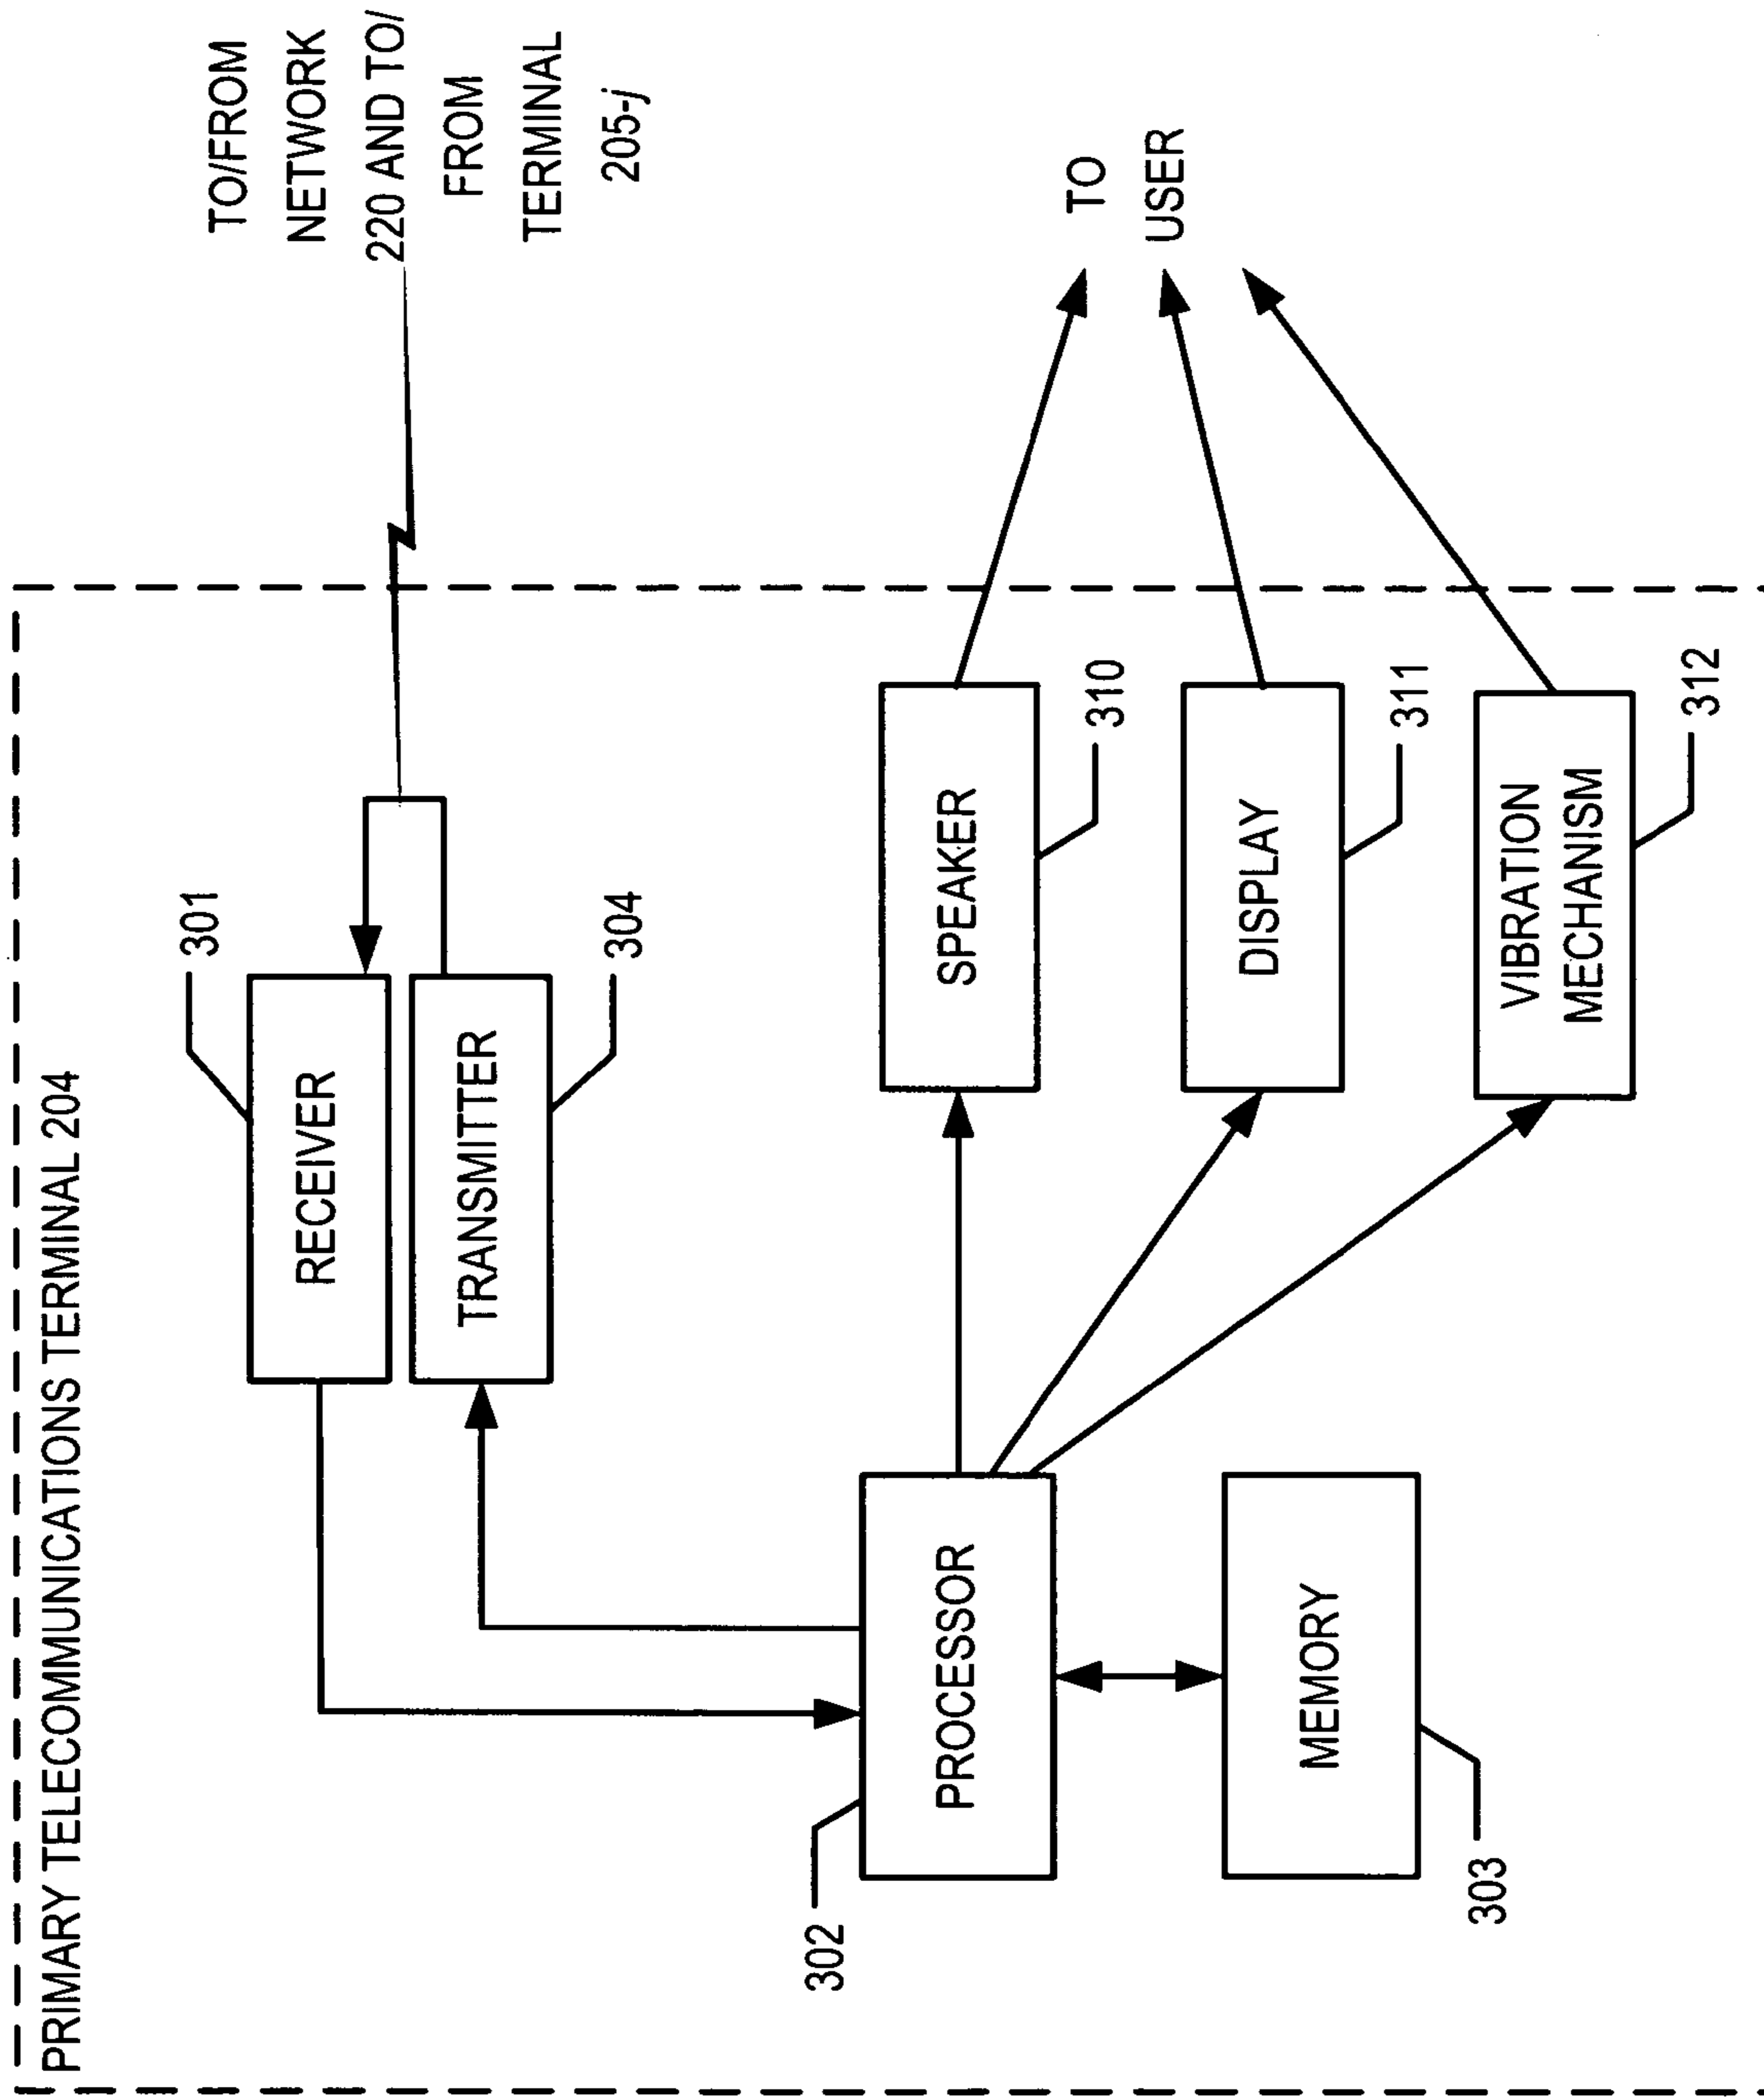 PRIMARY TELECOMMUNICATIONS TERMINAL 204
301
RECEIVER
TRANSMITTER
304
TO/FROM
NETWORK
220 AND TO/
FROM
TERMINAL
205-j
302
PROCESSOR
MEMORY
303
SPEAKER
310
DISPLAY
311
VIBRATION
MECHANISM
312
TO
USER